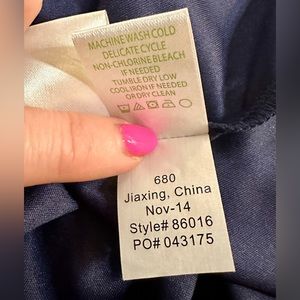 MACHINE WASH COLD
DELICATE CYCLE
NON-CHLORINE BLEACH
IF NEEDED
TUMBLE DRY LOW
COOL IRON IF NEEDED
OR DRY CLEAN
680
Jiaxing, China
Nov-14
Style# 86016
PO# 043175